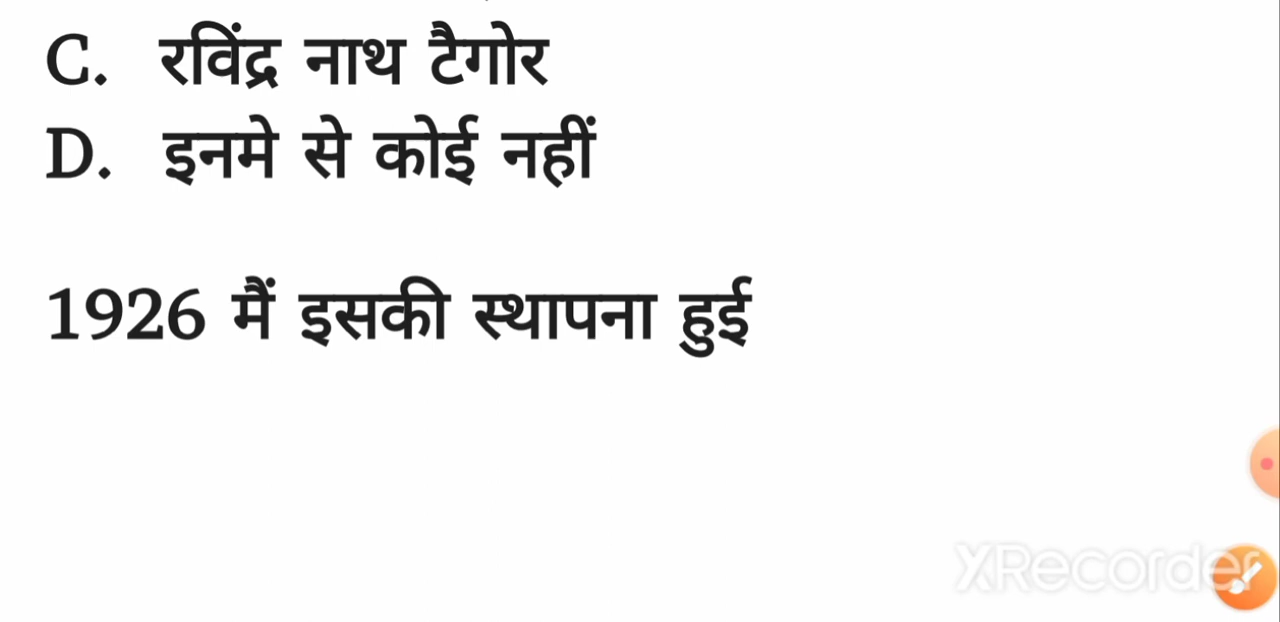 C. रविंद्र नाथ टैगोर
D. इनमे से कोई नहीं
1926 मैं इसकी स्थापना हुई
XRecorder